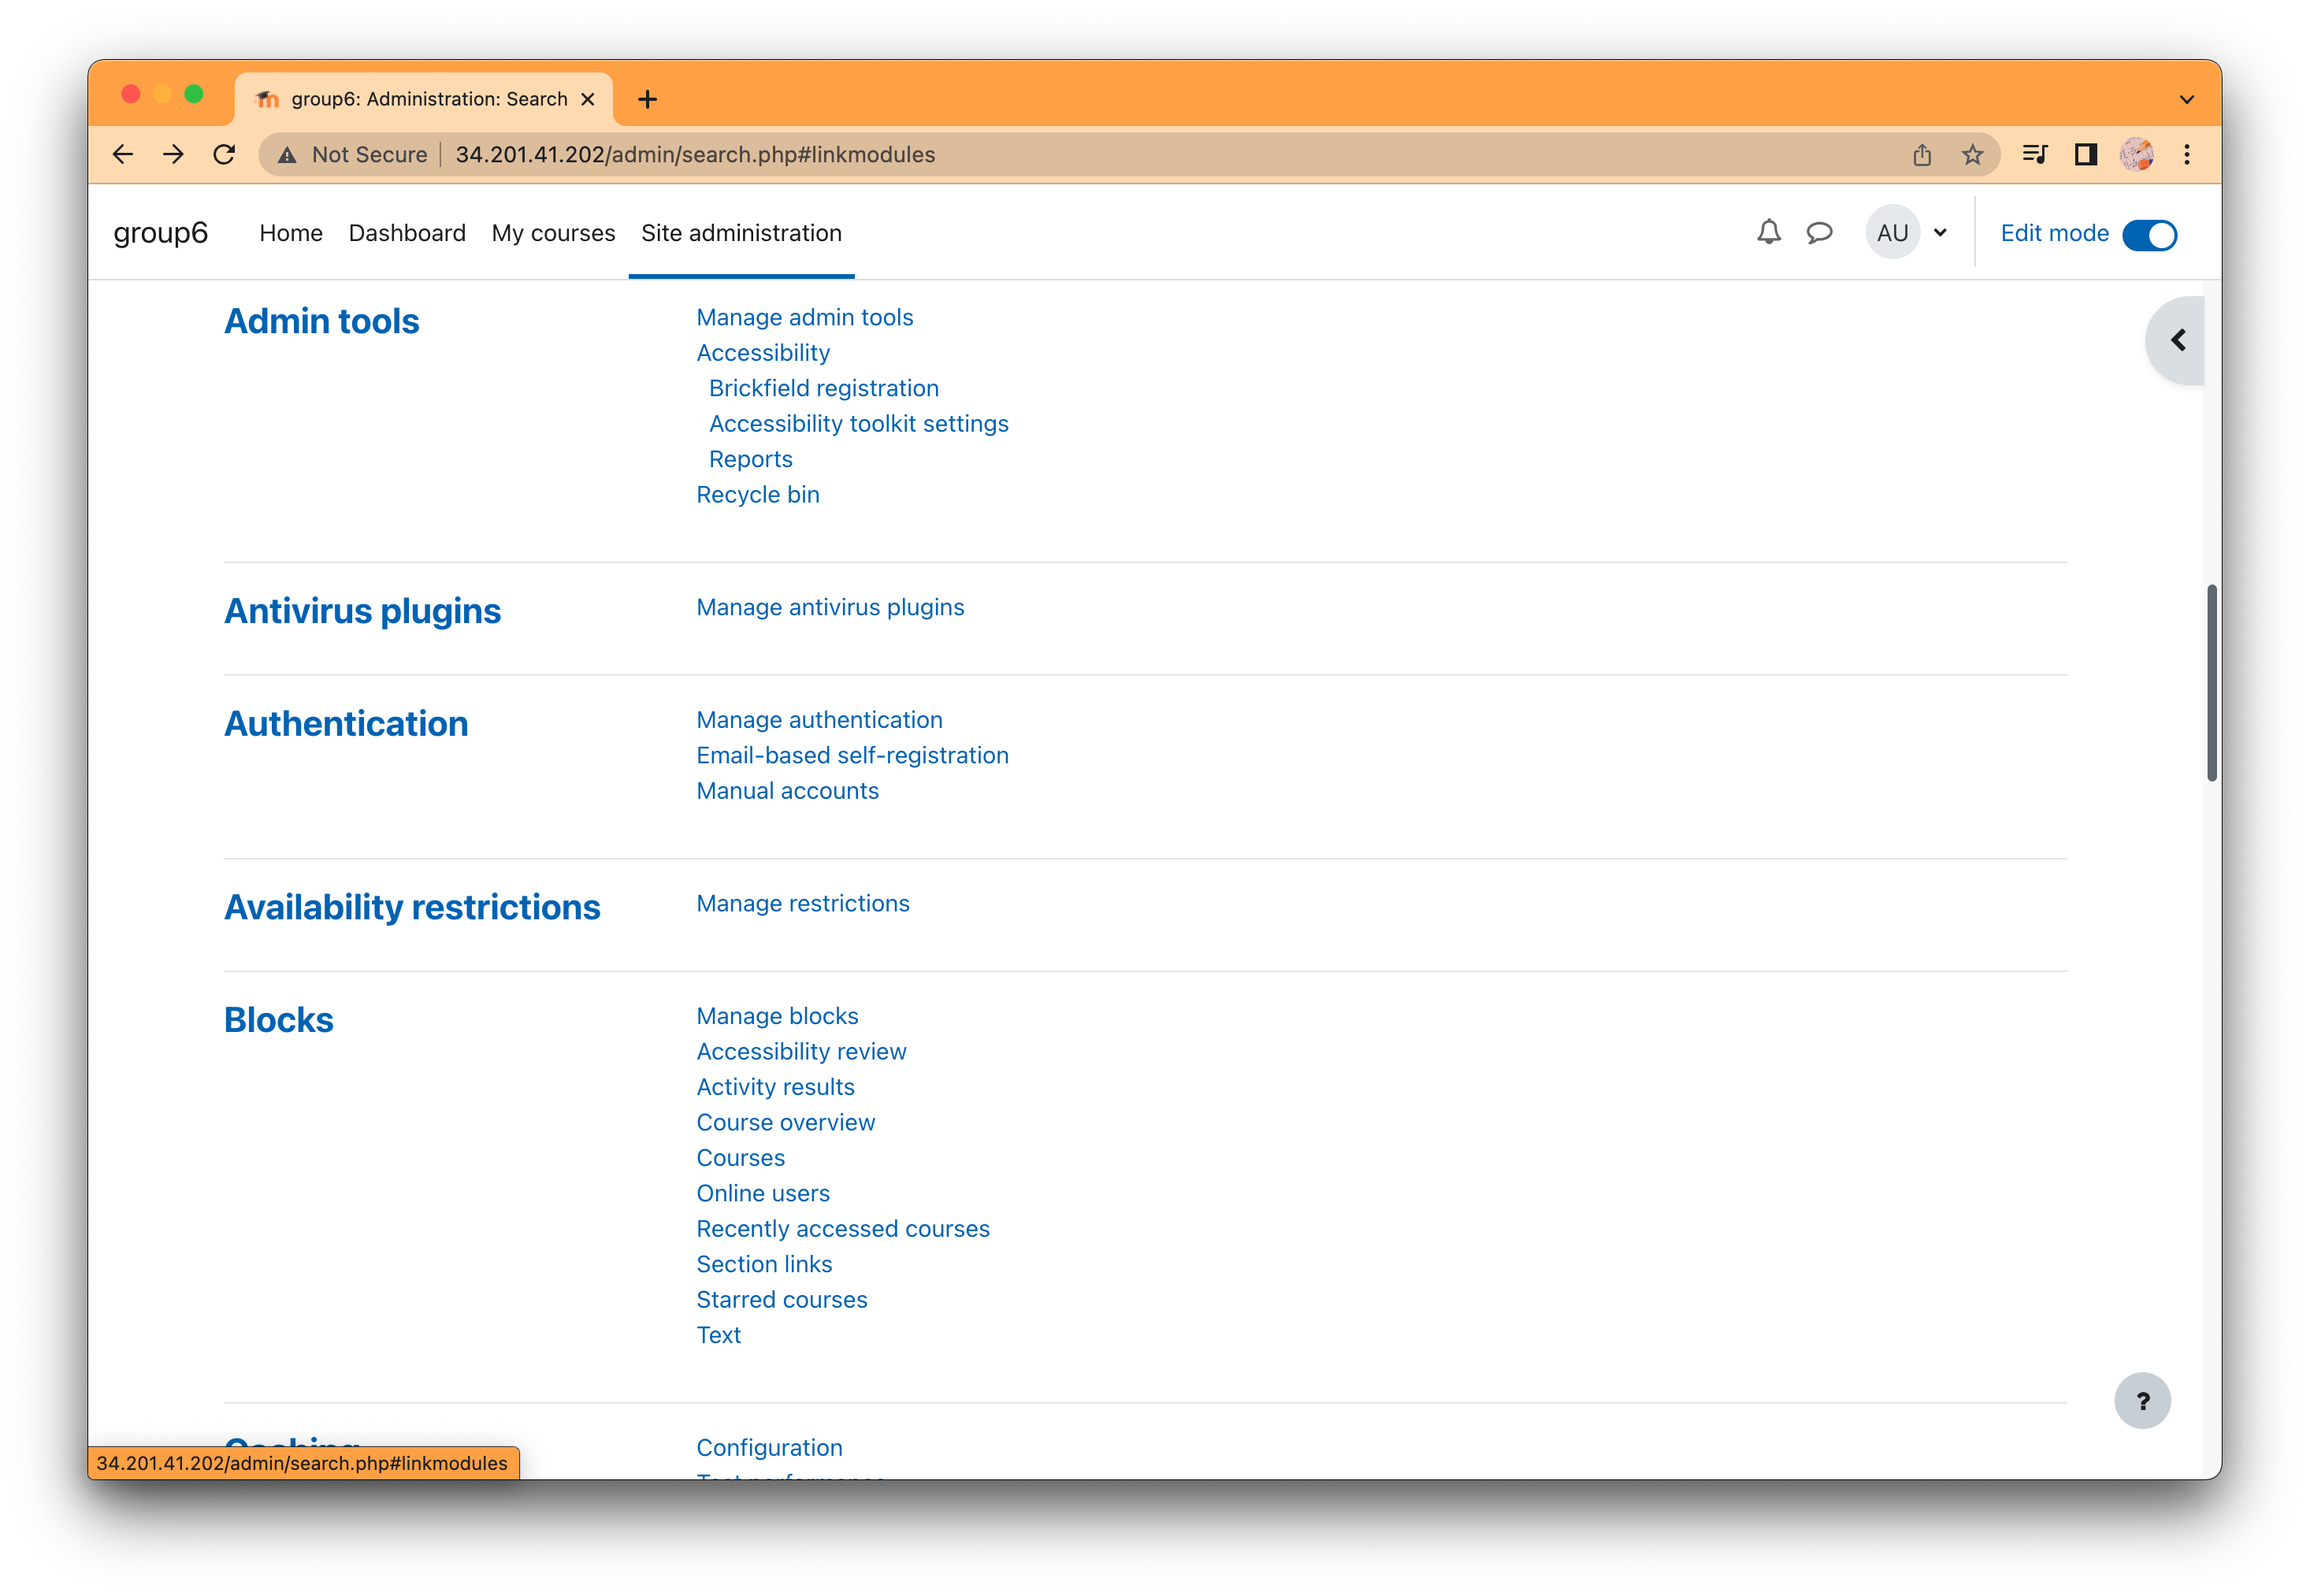 group6: Administration: Search
Not Secure 34.201.41.202/admin/search.php#linkmodules
group6 Home Dashboard My courses Site administration AU Edit mode
Admin tools
Manage admin tools
Accessibility
Brickfield registration
Accessibility toolkit settings
Reports
Recycle bin
Antivirus plugins
Manage antivirus plugins
Authentication
Manage authentication
Email-based self-registration
Manual accounts
Availability restrictions
Manage restrictions
Blocks
Manage blocks
Accessibility review
Activity results
Course overview
Courses
Online users
Recently accessed courses
Section links
Starred courses
Text
?
Caching
Configuration
Test performance
34.201.41.202/admin/search.php#linkmodules